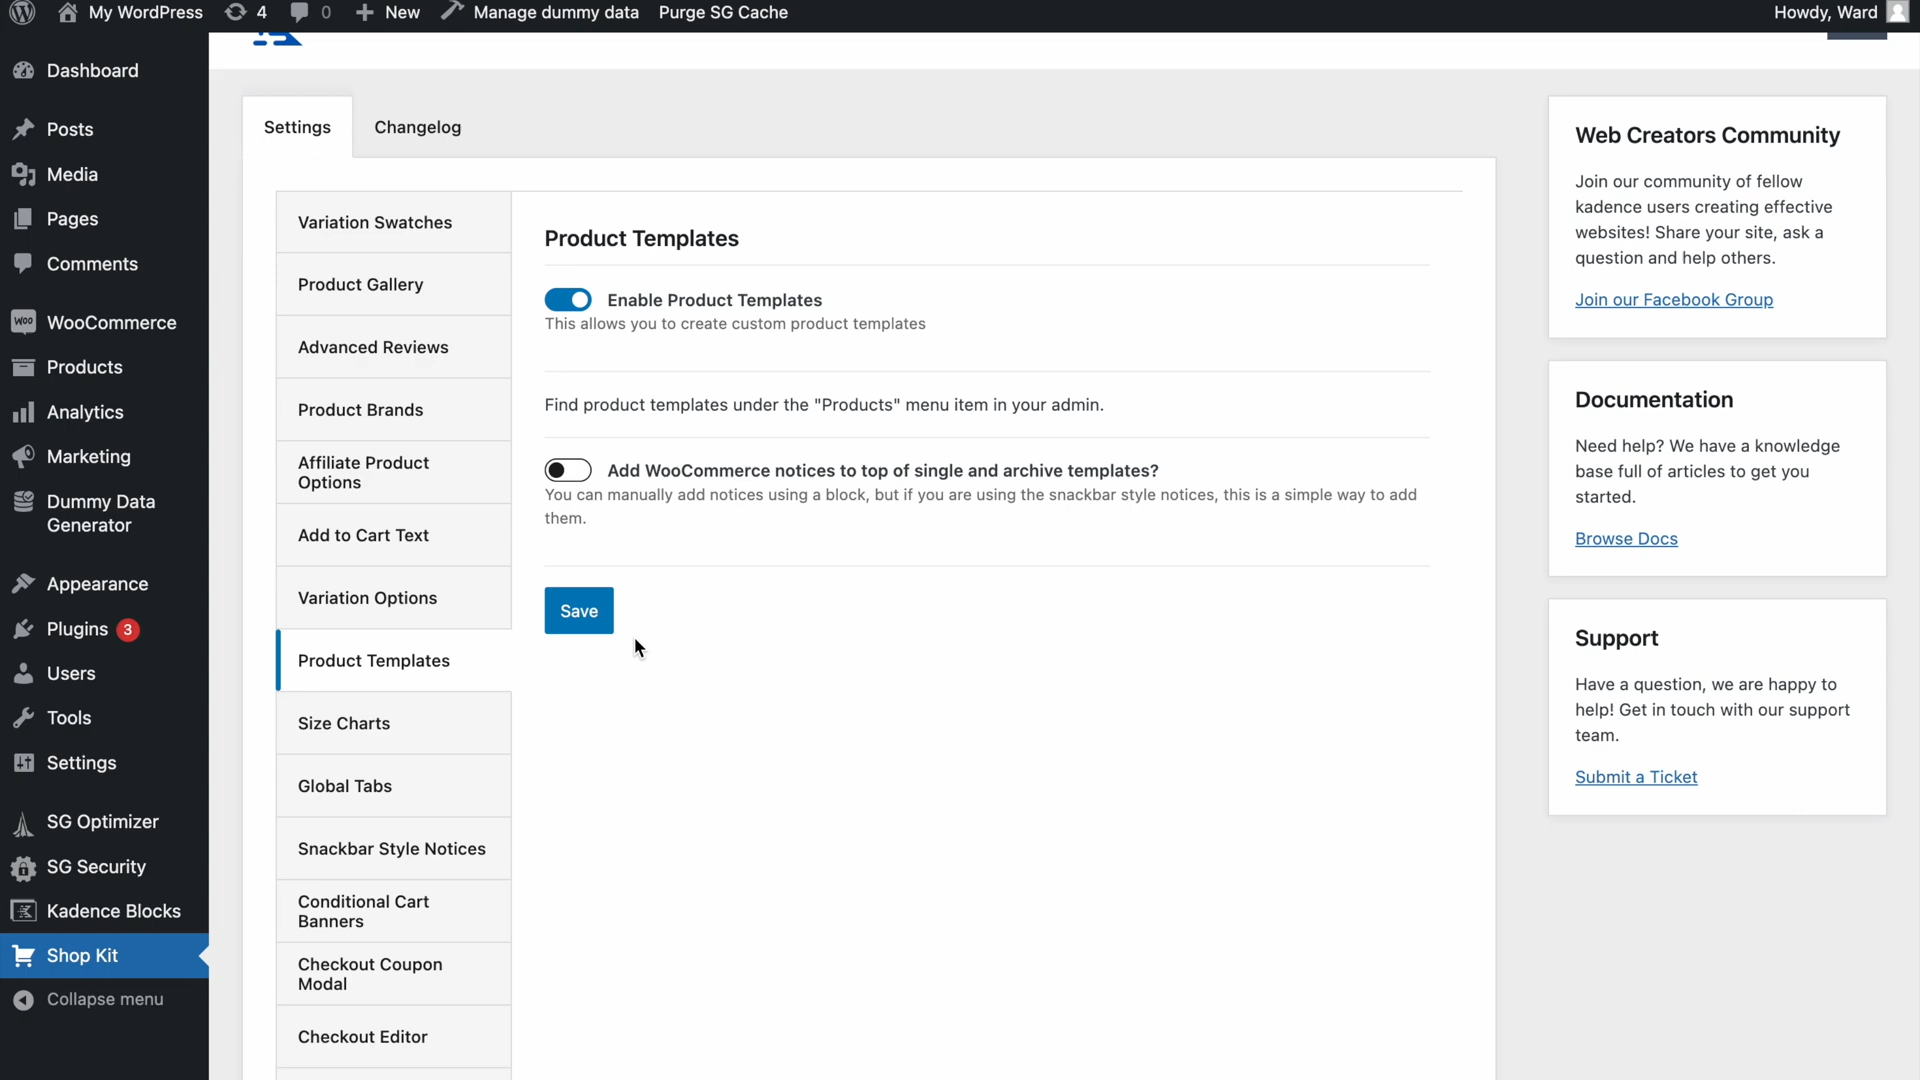 My WordPress
4
0
New
Manage dummy data
Purge SG Cache
Howdy, Ward
Dashboard
Posts
Media
Pages
Comments
WooCommerce
Products
Analytics
Marketing
Dummy Data
Generator
Appearance
Plugins 3
Users
Tools
Settings
SG Optimizer
SG Security
Kadence Blocks
Shop Kit
Collapse menu
Settings
Changelog
Variation Swatches
Product Gallery
Advanced Reviews
Product Brands
Affiliate Product
Options
Add to Cart Text
Variation Options
Product Templates
Size Charts
Global Tabs
Snackbar Style Notices
Conditional Cart
Banners
Checkout Coupon
Modal
Checkout Editor
Product Templates
Enable Product Templates
This allows you to create custom product templates
Find product templates under the "Products" menu item in your admin.
Add WooCommerce notices to top of single and archive templates?
You can manually add notices using a block, but if you are using the snackbar style notices, this is a simple way to add
them.
Save
Web Creators Community
Join our community of fellow
kadence users creating effective
websites! Share your site, ask a
question and help others.
Join our Facebook Group
Documentation
Need help? We have a knowledge
base full of articles to get you
started.
Browse Docs
Support
Have a question, we are happy to
help! Get in touch with our support
team.
Submit a Ticket